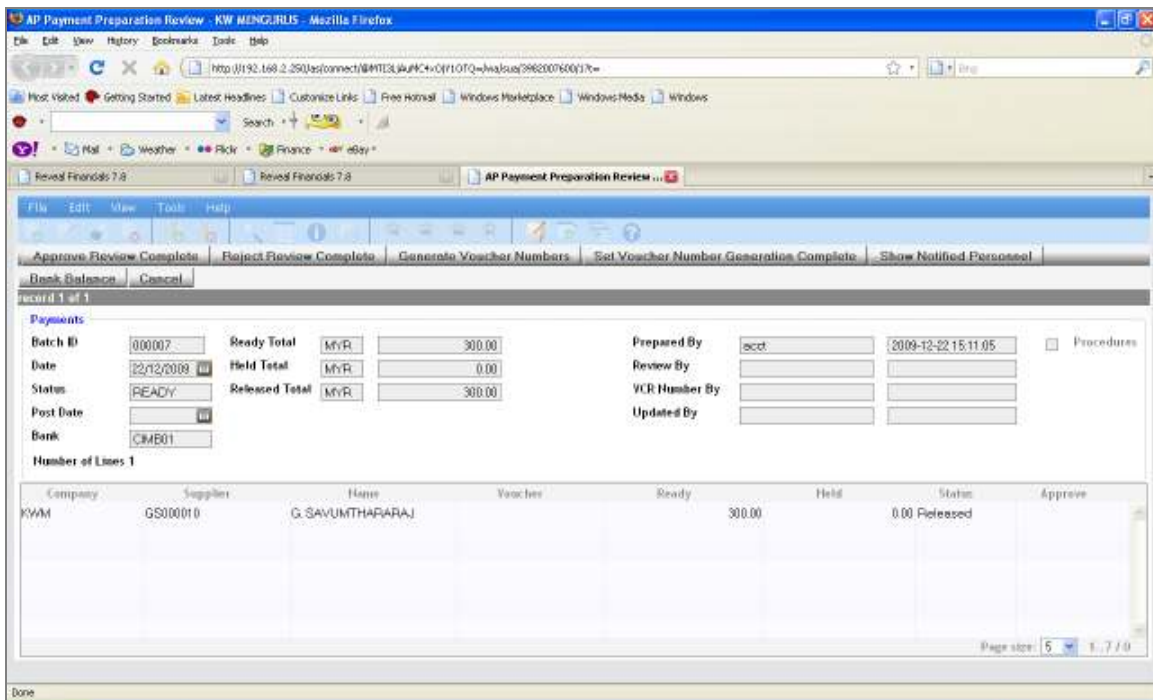 AP Payment Preparation Review - KW MENGURUS - Mozilla Firefox
File Edit View History Bookmarks Tools Help
Most Visited Getting Started Latest Headlines Customize Links Free Hotmail Windows Marketplace Windows Media Windows
Search
Y! Mail Weather Flickr Finance eBay
Reveal Financials 7.8 Reveal Financials 7.8 AP Payment Preparation Review ...
File Edit View Tools Help
Approve Review Complete Reject Review Complete Generate Voucher Numbers Set Voucher Number Generation Complete Show Notified Personnel
Bank Balance Cancel
record 1 of 1
Payments
Batch ID 000007 Ready Total MYR 300.00 Prepared By acct 2009-12-22 15:11:05 Procedures
Date 22/12/2009 Held Total MYR 0.00 Review By
Status READY Released Total MYR 300.00 VCR Number By
Post Date Updated By
Bank CIMB01
Number of Lines 1
Company Supplier Name Voucher Ready Held Status Approve
KWM GS000010 G. SAVUMTHARARAJ 300.00 0.00 Released
Page size: 5 1..7 / 0
Done